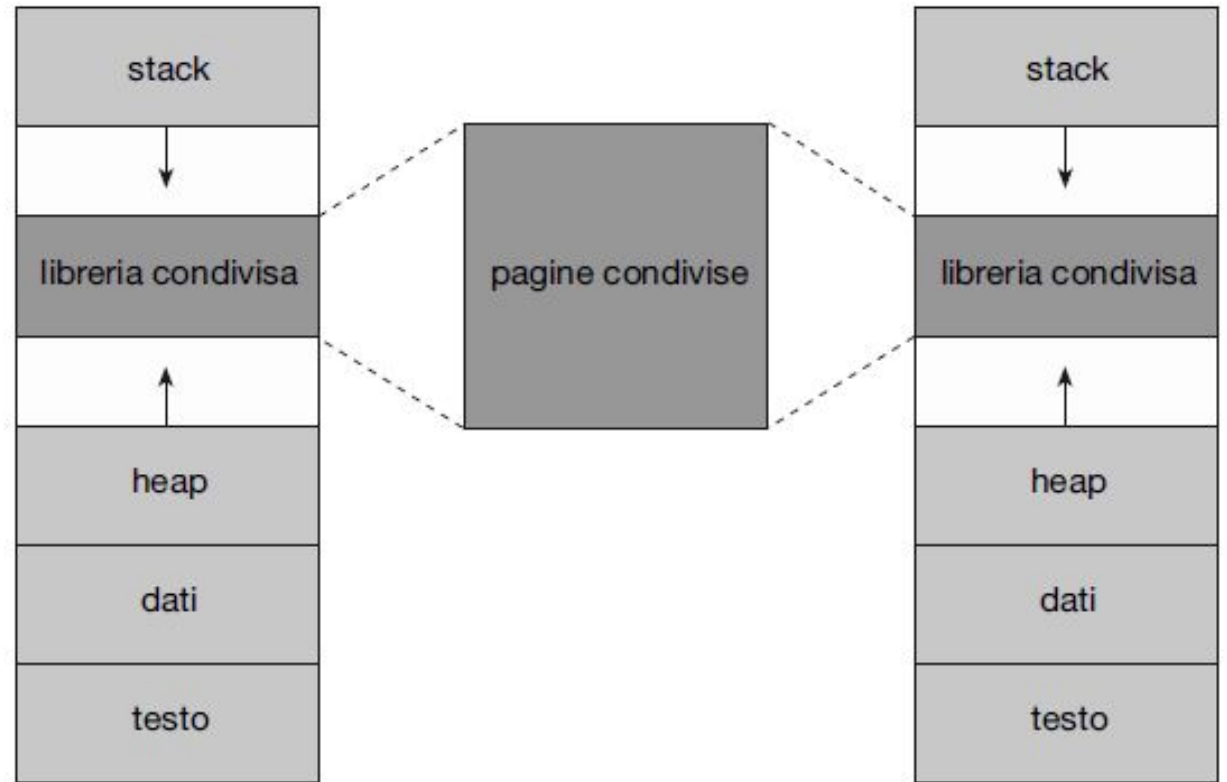 stack
stack
libreria condivisa
pagine condivise
libreria condivisa
heap
heap
dati
dati
testo
testo